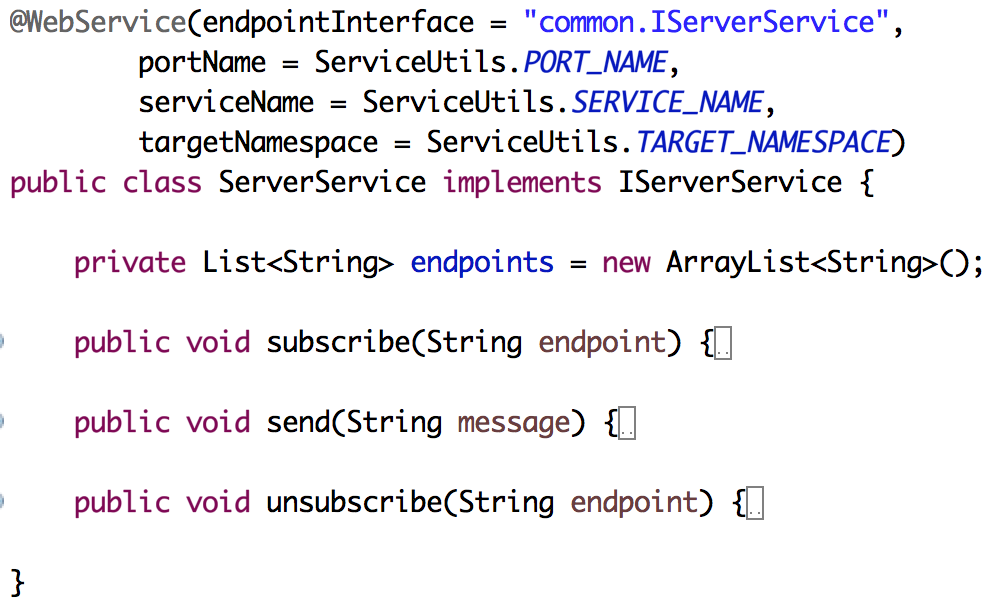 @WebService(endpointInterface = "common.IServerService",
        portName = ServiceUtils.PORT_NAME,
        serviceName = ServiceUtils.SERVICE_NAME,
        targetNamespace = ServiceUtils.TARGET_NAMESPACE)
public class ServerService implements IServerService {
    private List<String> endpoints = new ArrayList<String>();
    public void subscribe(String endpoint) {..
    public void send(String message) {..
    public void unsubscribe(String endpoint) {..
}